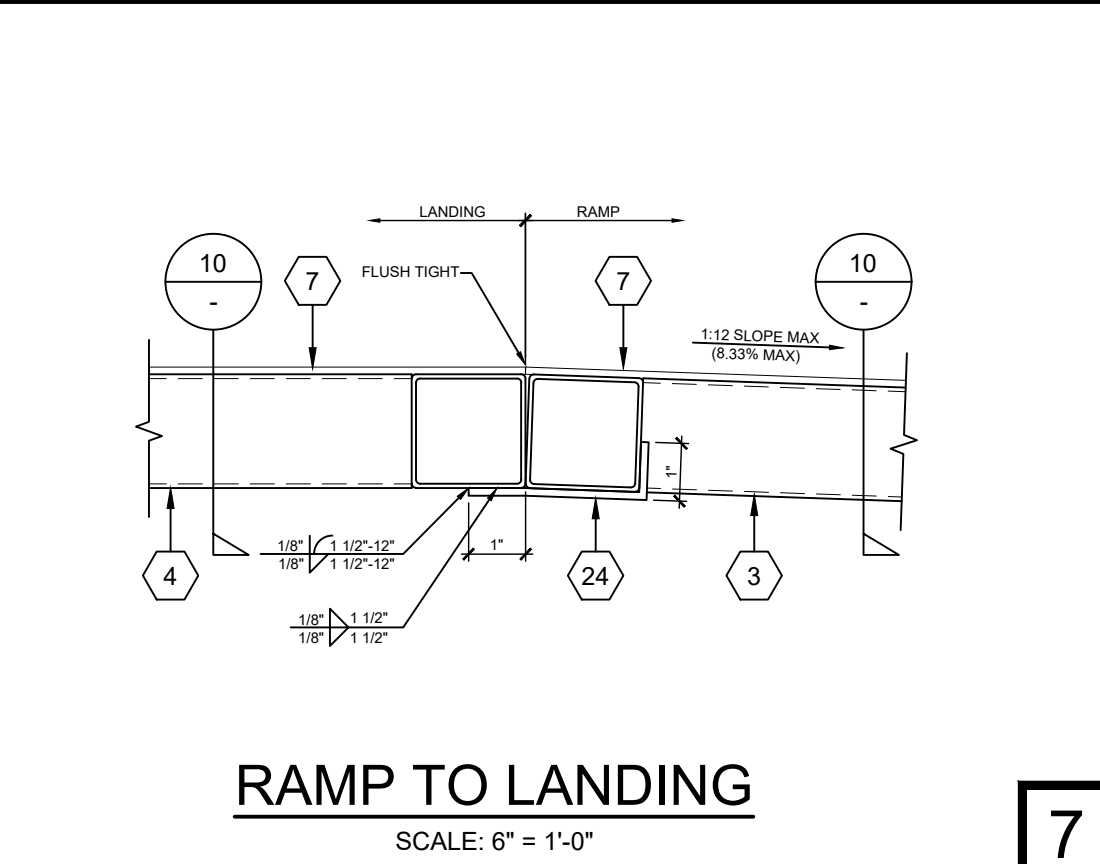 LANDING RAMP
10
-
7
FLUSH TIGHT
7
10
-
1:12 SLOPE MAX
(8.33% MAX)
1"
1/8" 1 1/2"-12"
1/8" 1 1/2"-12"
1"
4
24
3
1/8" 1 1/2"
1/8" 1 1/2"
RAMP TO LANDING
SCALE: 6" = 1'-0"
7